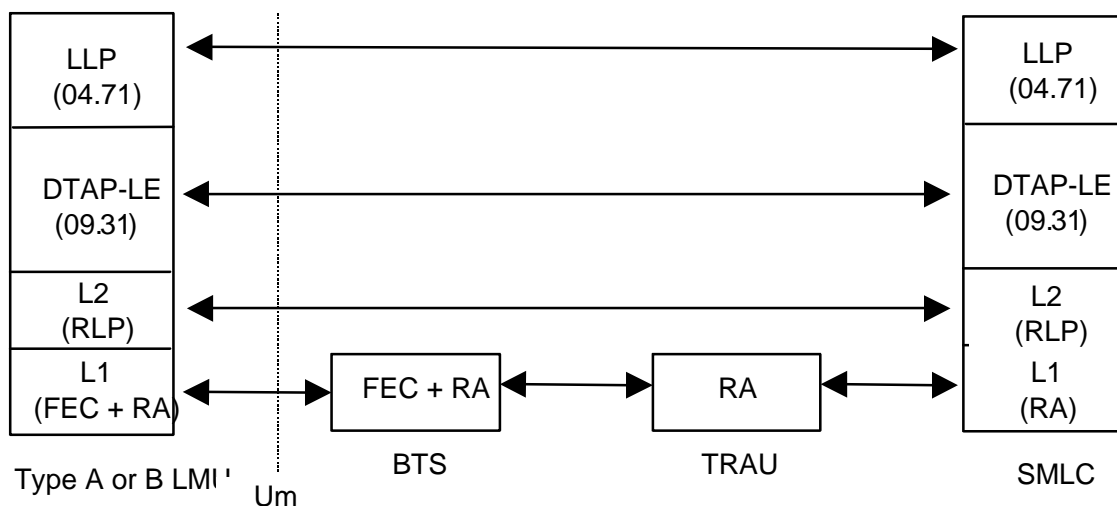 LLP
(04.71)
LLP
(04.71)
DTAP-LE
(09.31)
DTAP-LE
(09.31)
L2
(RLP)
L2
(RLP)
L1
(FEC + RA)
FEC + RA
RA
L1
(RA)
Type A or B
BTS
TRAU
SMLC
Um